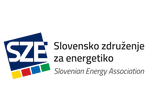 SZE
Slovensko združenje
za energetiko
Slovenian Energy Association